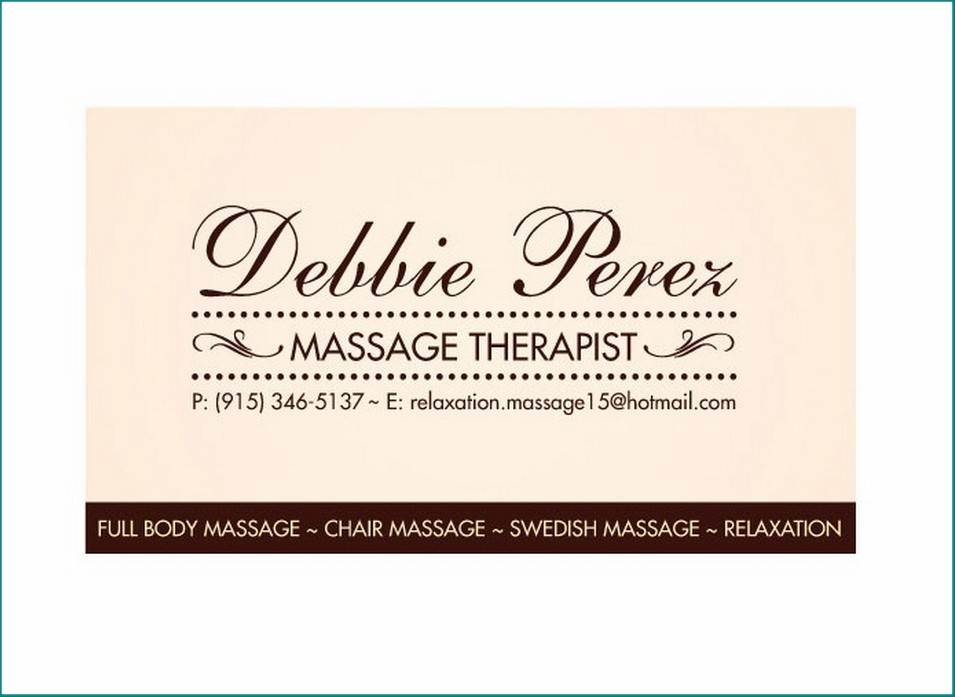 Debbie Perez
MASSAGE THERAPIST
P: (915) 346-5137 ~ E: relaxation.massage15@hotmail.com
FULL BODY MASSAGE ~ CHAIR MASSAGE ~ SWEDISH MASSAGE ~ RELAXATION